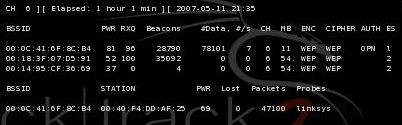 CH 6 ][ Elapsed: 1 hour 1 min ][ 2007-05-11 21:35
BSSID PWR RXQ Beacons #Data, #/s CH MB ENC CIPHER AUTH ES
00:0C:41:6F:8C:B4 81 96 28790 78101 7 6 11 WEP WEP OPN l
00:18:3F:07:D5:91 52 100 35092 0 0 6 54. WEP WEP 2
00:14:95:CF:36:69 37 0 4 0 0 6 54. WEP WEP 2
BSSID STATION PWR Lost Packets Probes
00:0C:41:6F:8C:B4 00:40:F4:DD:AF:25 69 0 47100 linksys